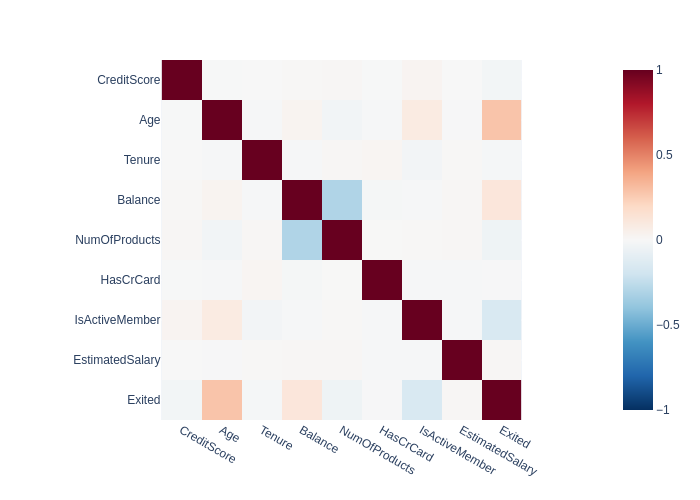 CreditScore
Age
Tenure
Balance
NumOfProducts
HasCrCard
IsActiveMember
EstimatedSalary
Exited
CreditScore
Age
Tenure
Balance
NumOfProducts
HasCrCard
IsActiveMember
EstimatedSalary
Exited
1
0.5
0
−0.5
−1